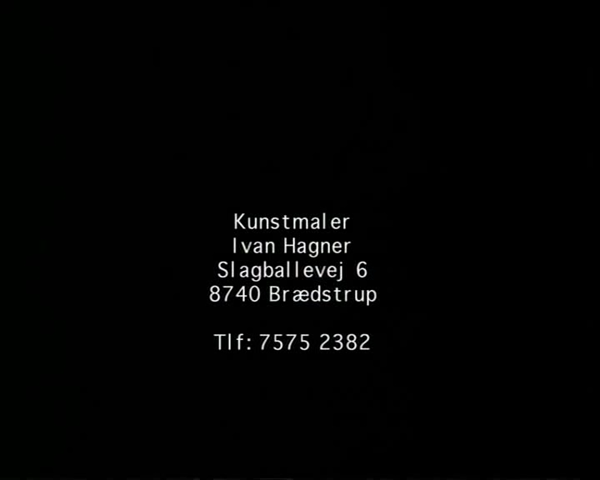 Kunstmaler
Ivan Hagner
Slagballevej 6
8740 Brædstrup
Tlf: 7575 2382